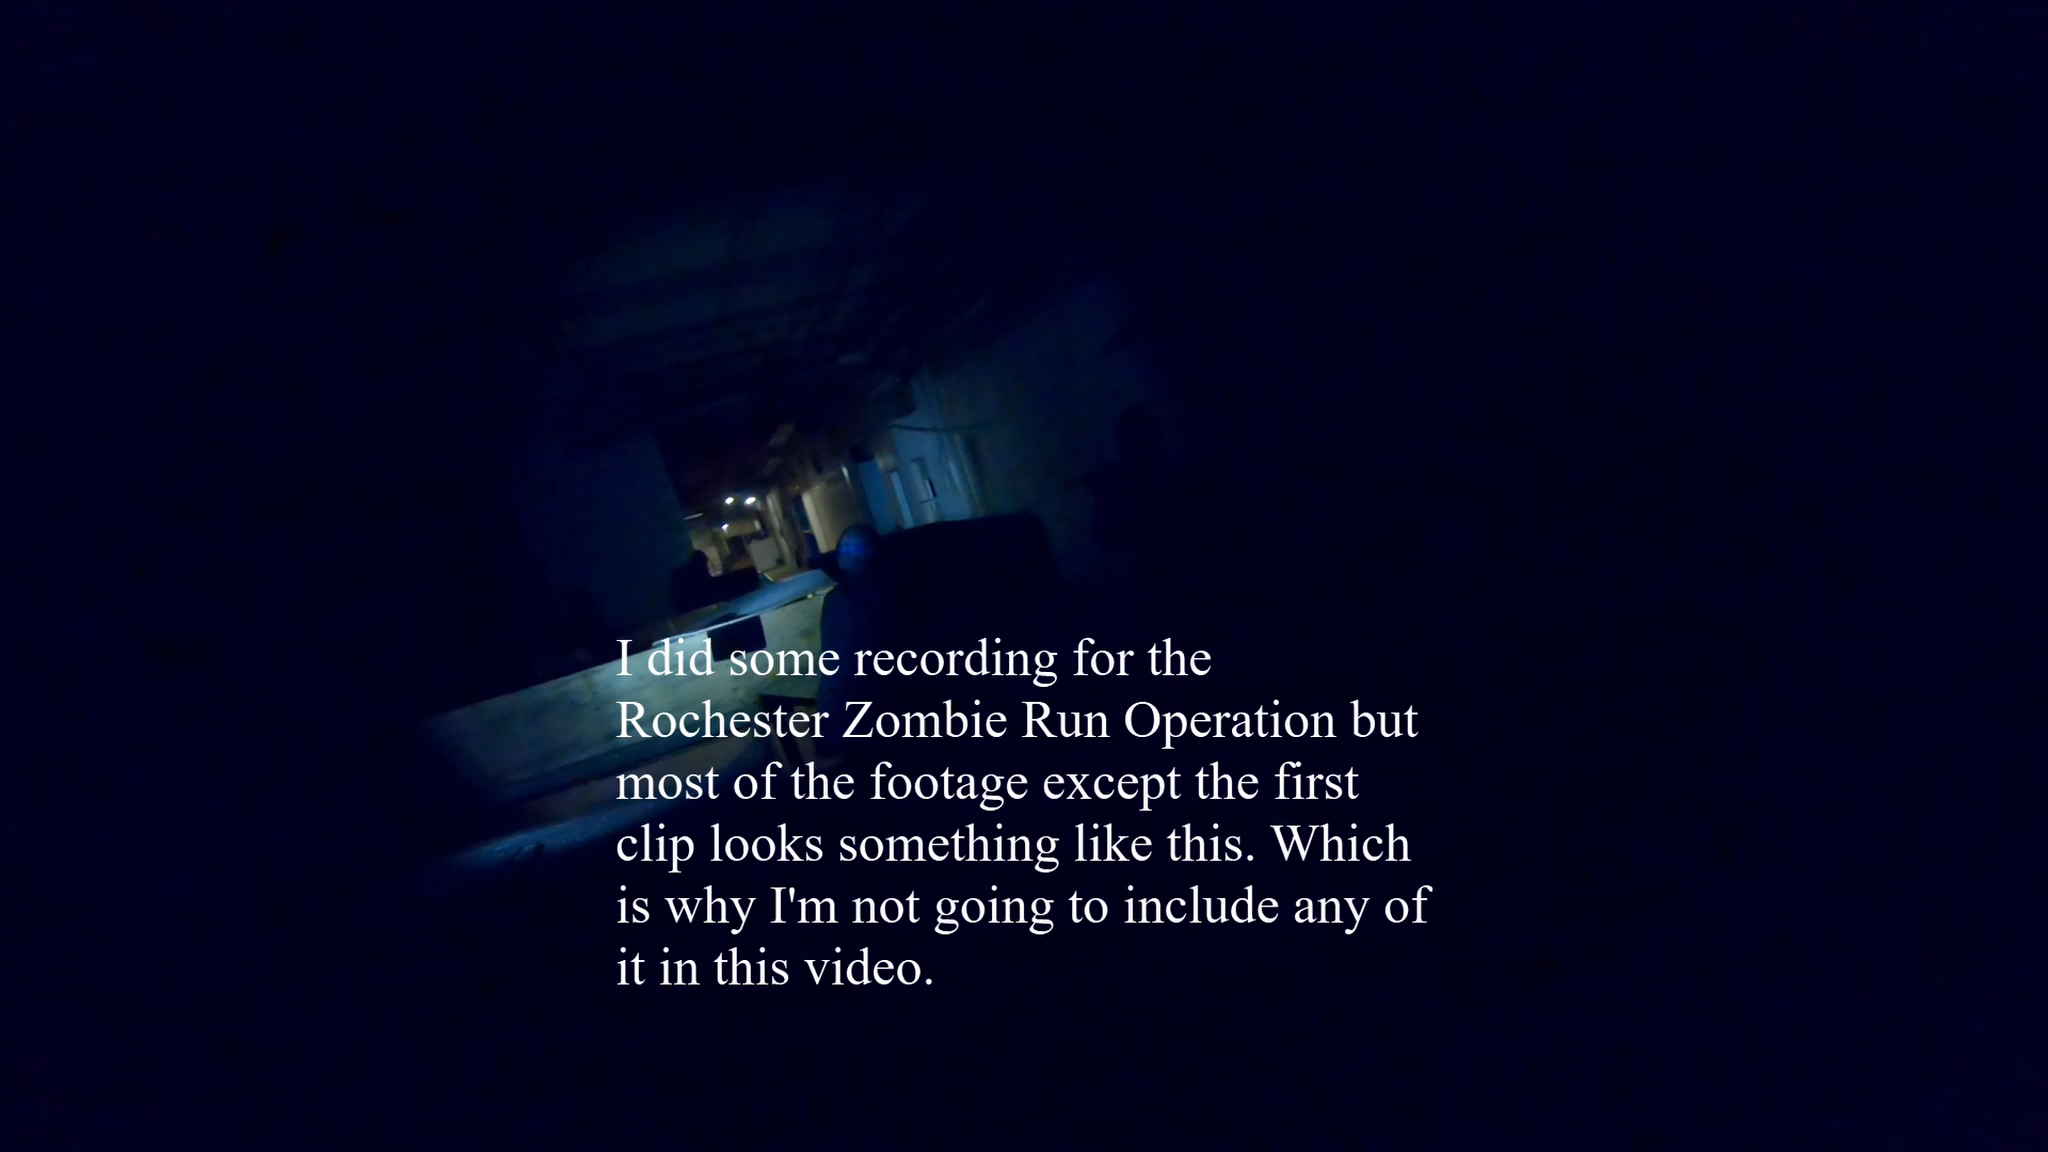 I did some recording for the
Rochester Zombie Run Operation but
most of the footage except the first
clip looks something like this. Which
is why I'm not going to include any of
it in this video.